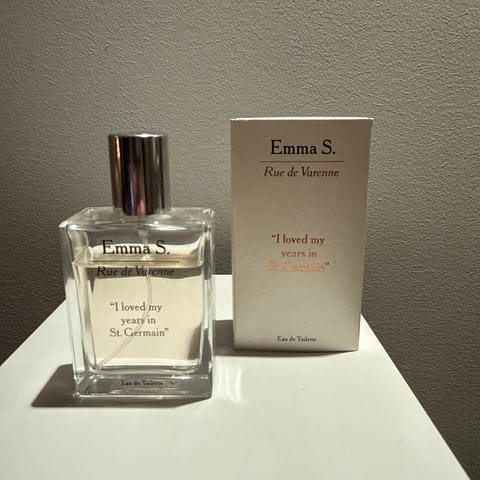 Emma S.
Rue de Varenne
“I loved my
years in
St. Germain”
Eau de Toilette
Emma S.
Rue de Varenne
“I loved my
years in
St. Germain”
Eau de Toilette